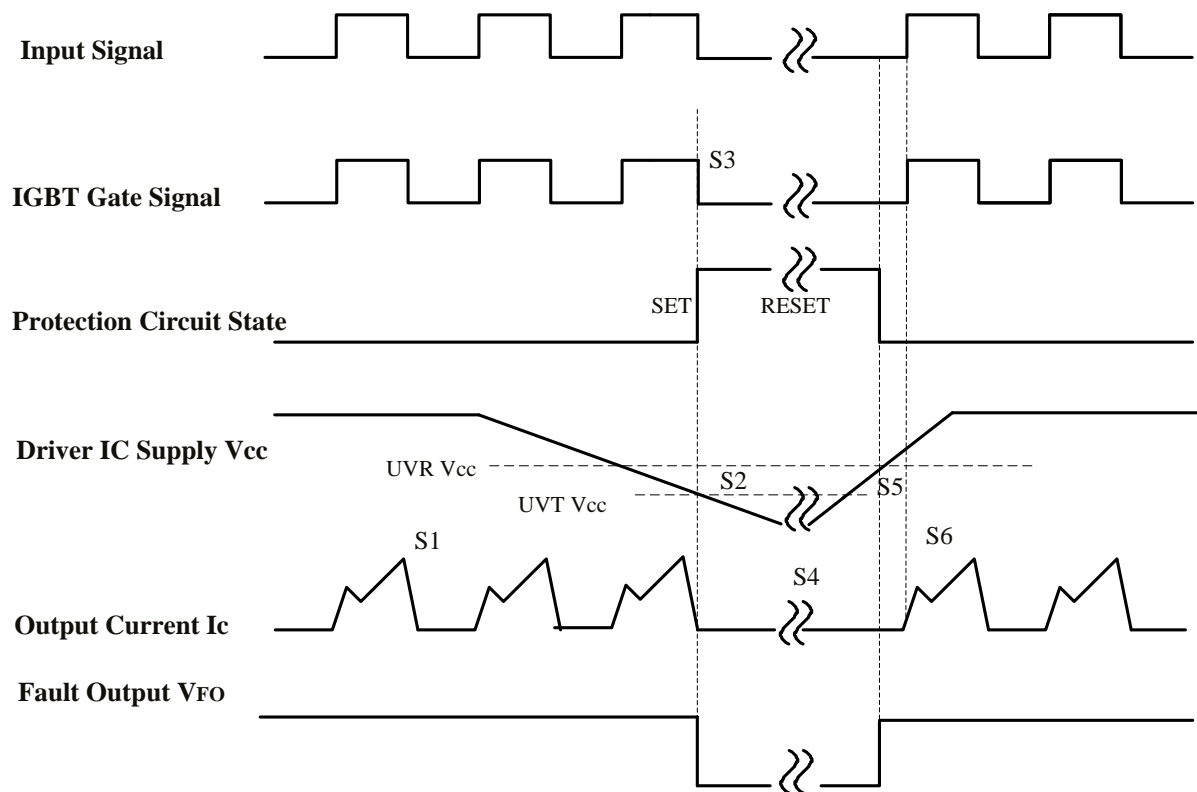 Input Signal
S3
IGBT Gate Signal
SET
RESET
Protection Circuit State
Driver IC Supply Vcc
UVR Vcc
S2
S5
UVT Vcc
S1
S6
S4
Output Current Ic
Fault Output VFO